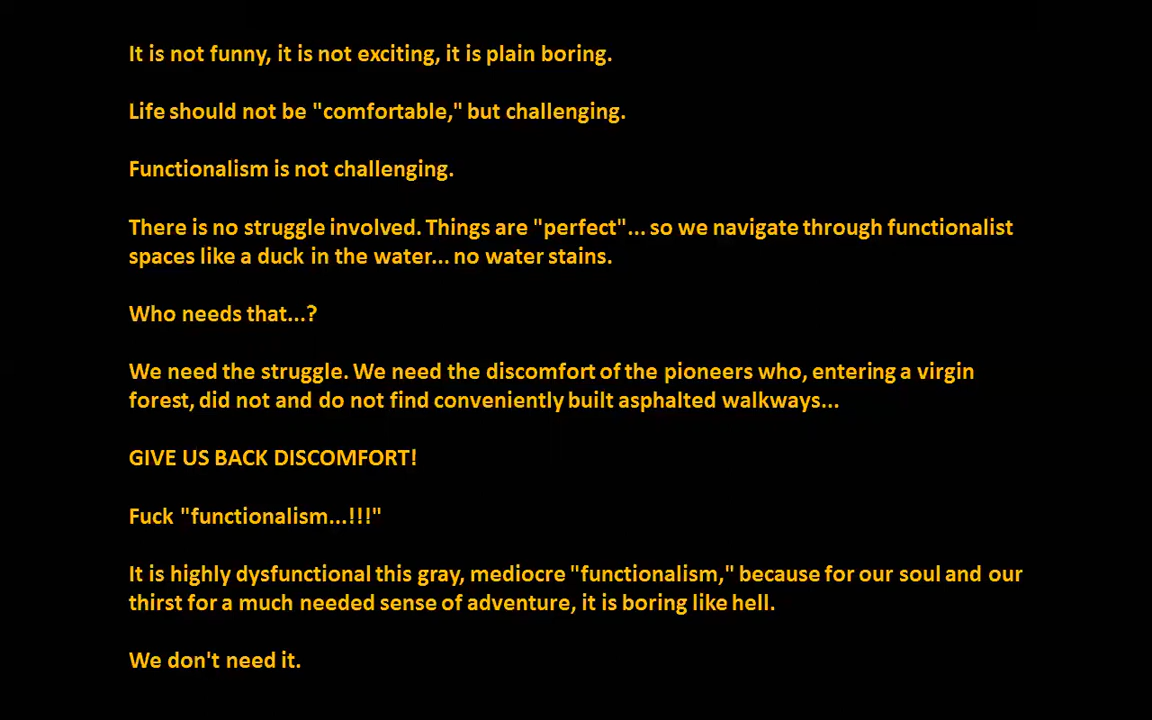 It is not funny, it is not exciting, it is plain boring.
Life should not be "comfortable," but challenging.
Functionalism is not challenging.
There is no struggle involved. Things are "perfect"... so we navigate through functionalist
spaces like a duck in the water... no water stains.
Who needs that...?
We need the struggle. We need the discomfort of the pioneers who, entering a virgin
forest, did not and do not find conveniently built asphalted walkways...
GIVE US BACK DISCOMFORT!
Fuck "functionalism...!!!"
It is highly dysfunctional this gray, mediocre "functionalism," because for our soul and our
thirst for a much needed sense of adventure, it is boring like hell.
We don't need it.